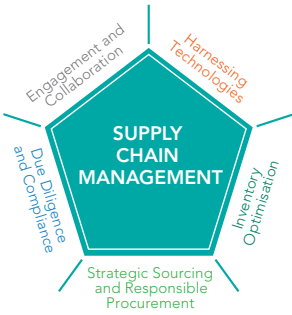 Engagement and
Collaboration
Harnessing
Technologies
SUPPLY
CHAIN
MANAGEMENT
Due Diligence
and Compliance
Inventory
Optimisation
Strategic Sourcing
and Responsible
Procurement